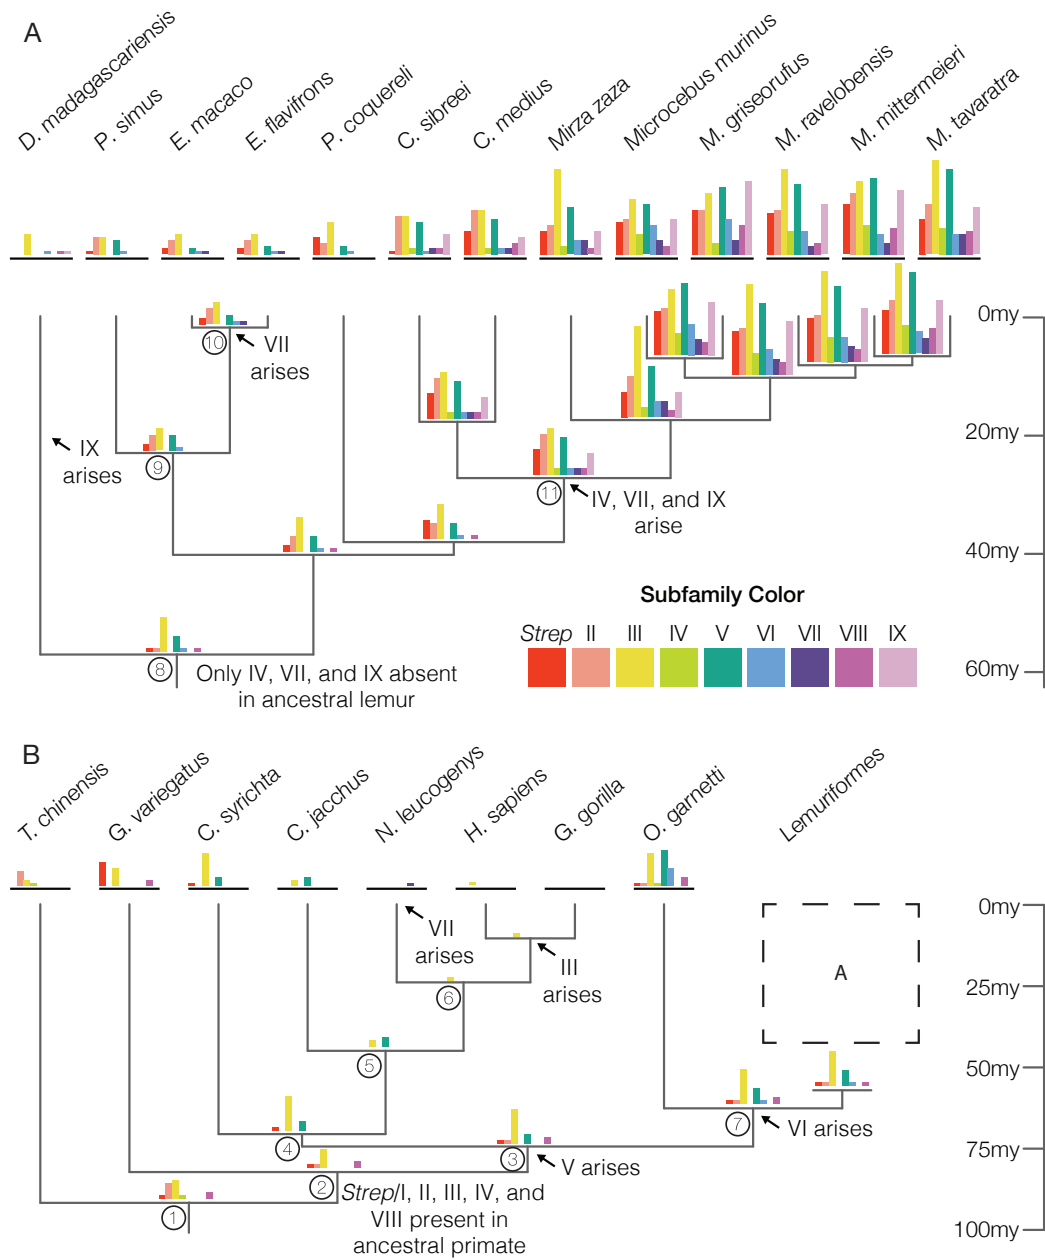 A
D. madagascariensis
P. simus
E. macaco
E. flavifrons
P. coquereli
C. sibreei
C. medius
Mirza zaza
Microcebus murinus
M. griseorufus
M. ravelobensis
M. mittermeieri
M. tavaratra
0my
10
VII
arises
IX
arises
9
20my
11
IV, VII, and IX
arise
40my
Subfamily Color
Strep II III IV V VI VII VIII IX
8
Only IV, VII, and IX absent
in ancestral lemur
60my
B
T. chinensis
G. variegatus
C. syrichta
C. jacchus
N. leucogenys
H. sapiens
G. gorilla
O. garnetti
Lemuriformes
0my
VII
arises
III
arises
A
25my
6
5
50my
7
VI arises
4
3
V arises
75my
2
Strep/I, II, III, IV, and
VIII present in
ancestral primate
1
100my